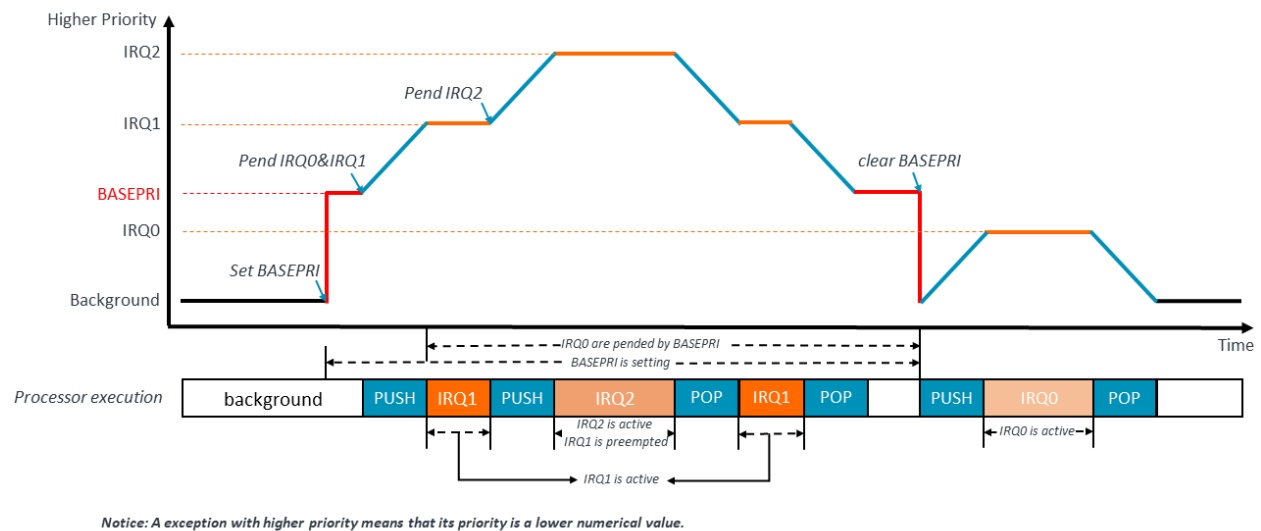 Higher Priority
IRQ2
Pend IRQ2
IRQ1
Pend IRQ0&IRQ1
clear BASEPRI
BASEPRI
IRQ0
Set BASEPRI
Background
IRQ0 are pended by BASEPRI
Time
BASEPRI is setting
Processor execution
background PUSH IRQ1 PUSH IRQ2 POP IRQ1 POP PUSH IRQ0 POP
IRQ2 is active
IRQ1 is preempted
IRQ0 is active
IRQ1 is active
Notice: A exception with higher priority means that its priority is a lower numerical value.